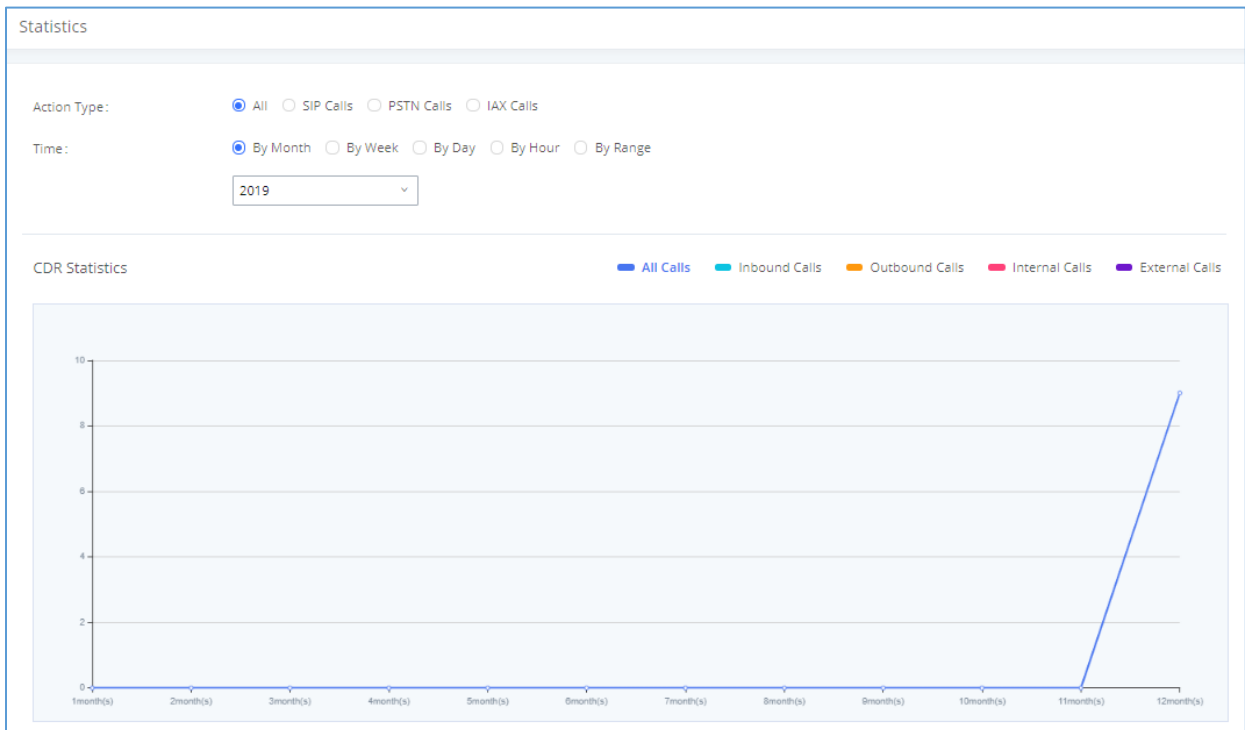 Statistics
Action Type: All SIP Calls PSTN Calls IAX Calls
Time: By Month By Week By Day By Hour By Range
2019
CDR Statistics All Calls Inbound Calls Outbound Calls Internal Calls External Calls
10
8
6
4
2
0
1month(s) 2month(s) 3month(s) 4month(s) 5month(s) 6month(s) 7month(s) 8month(s) 9month(s) 10month(s) 11month(s) 12month(s)